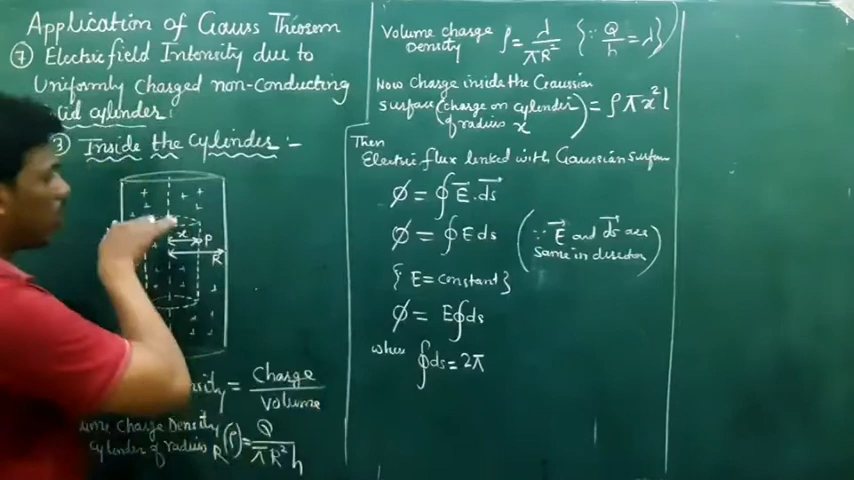 Application of Gauss Theorem
⑦ Electric field Intensity due to
Uniformly Charged non-conducting
cylinder:
Inside the Cylinder :-
x P
R
= Charge
Volume
Volume Charge Density
cylinder of radius R (ρ) = Q
πR²h
Volume charge
Density ρ = λ/πR² {∵ Q/h = λ}
Now charge inside the Gaussian
surface (charge on cylinder
of radius x) = ρπx²l
Then
Electric flux linked with Gaussian surface
φ = ∮E⃗.ds⃗
φ = ∮E ds (∵ E⃗ and ds⃗ are
same in direction)
{E = constant}
φ = E∮ds
where ∮ds = 2π